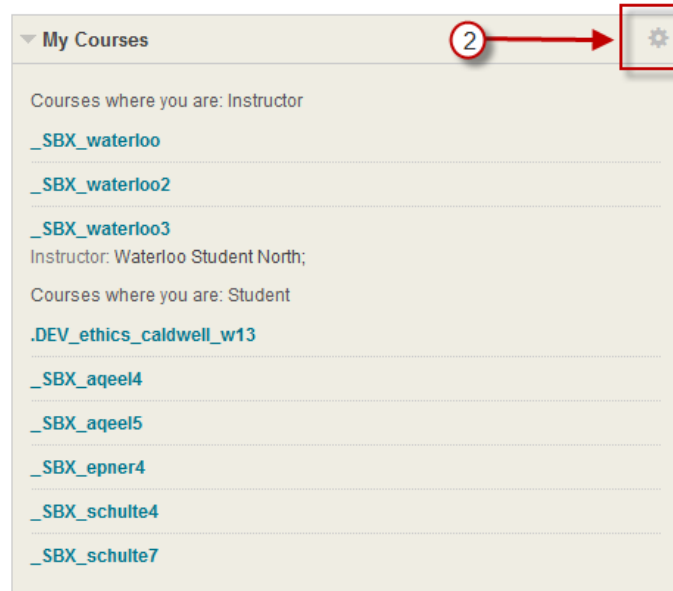 My Courses
2
Courses where you are: Instructor
_SBX_waterloo
_SBX_waterloo2
_SBX_waterloo3
Instructor: Waterloo Student North;
Courses where you are: Student
.DEV_ethics_caldwell_w13
_SBX_aqeel4
_SBX_aqeel5
_SBX_epner4
_SBX_schulte4
_SBX_schulte7